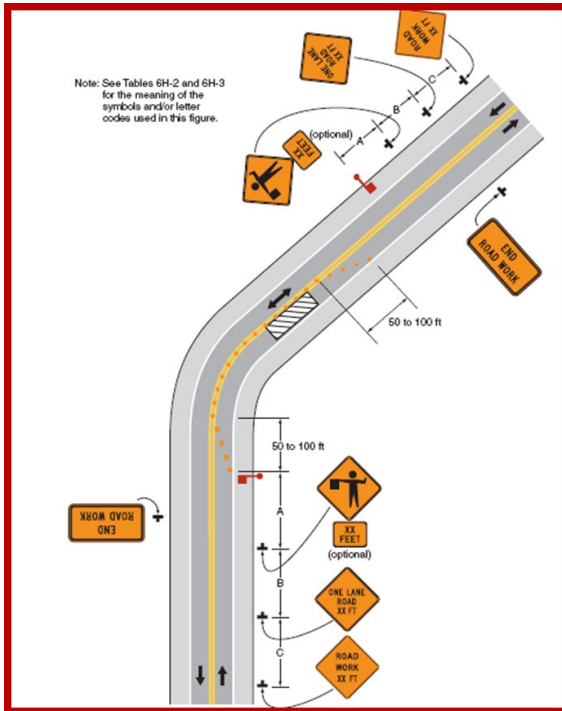 Note: See Tables 6H-2 and 6H-3
for the meaning of the
symbols and/or letter
codes used in this figure.
ROAD
WORK
XX FT
ONE LANE
ROAD
XX FT
XX
FEET
(optional)
A
B
C
END
ROAD WORK
50 to 100 ft
50 to 100 ft
END
ROAD WORK
A
B
C
XX
FEET
(optional)
ONE LANE
ROAD
XX FT
ROAD
WORK
XX FT